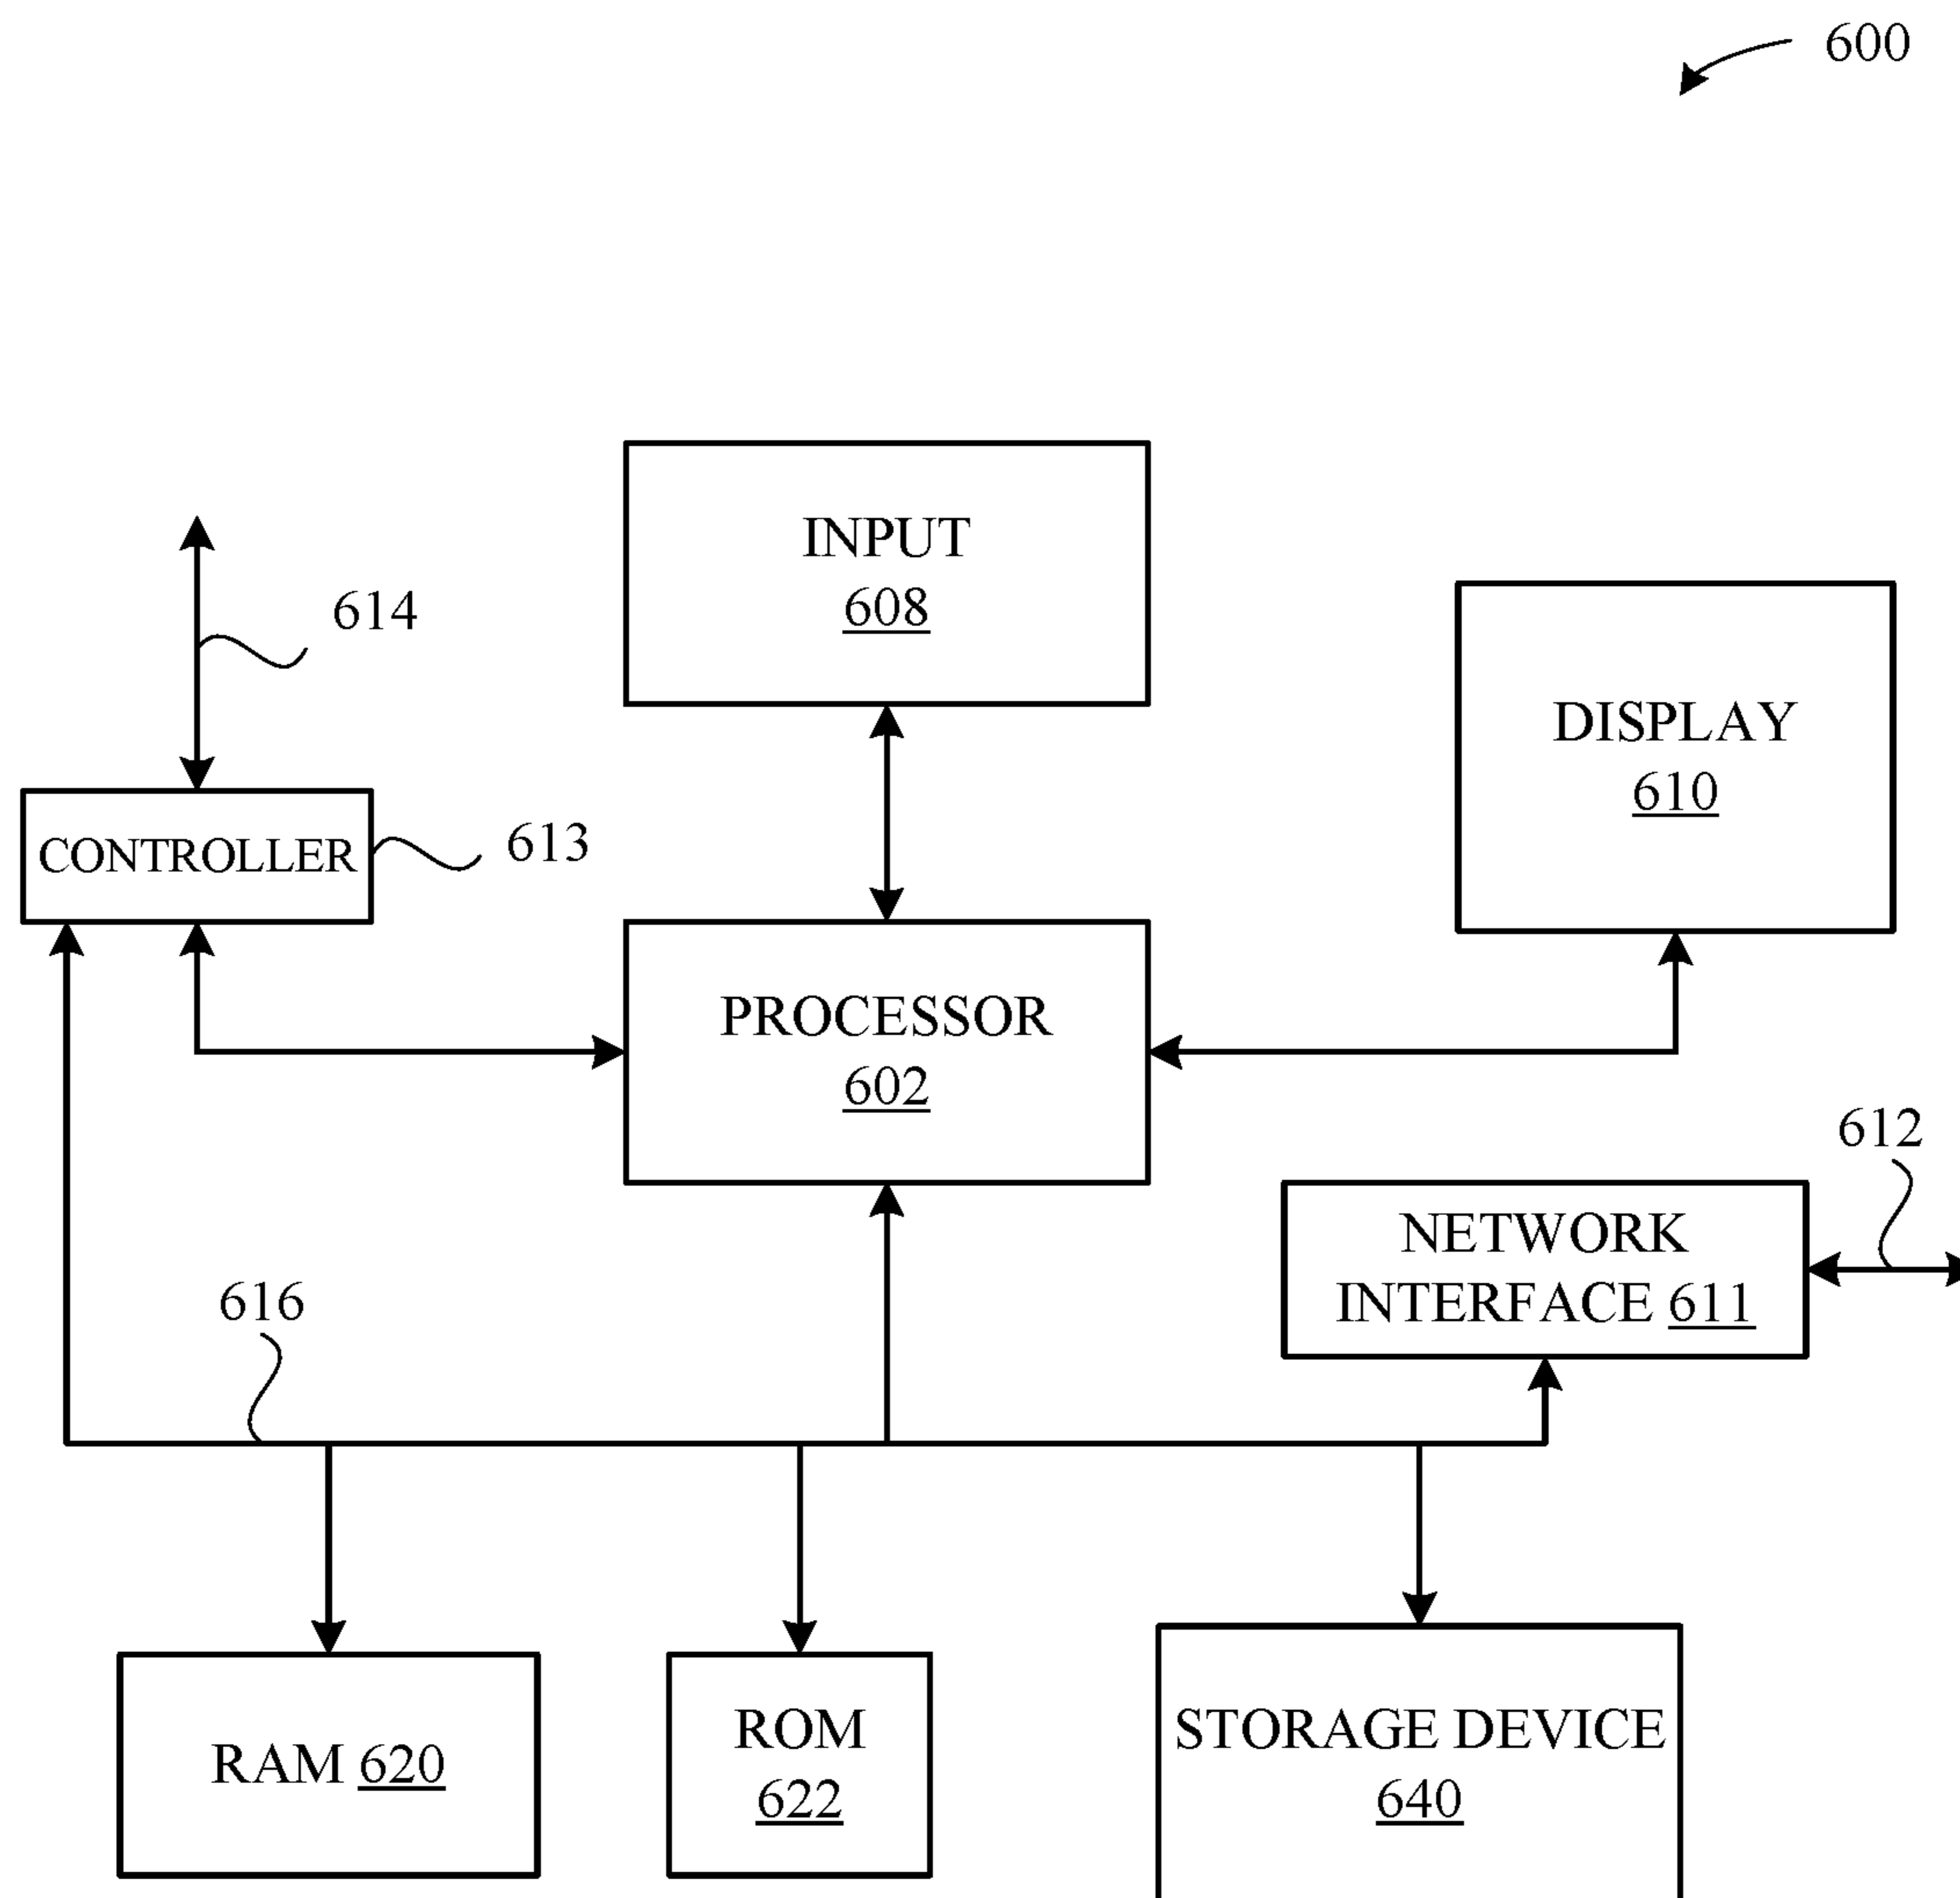 600
INPUT
608
614
DISPLAY
610
CONTROLLER
613
PROCESSOR
602
612
NETWORK
INTERFACE 611
616
RAM 620
ROM
622
STORAGE DEVICE
640